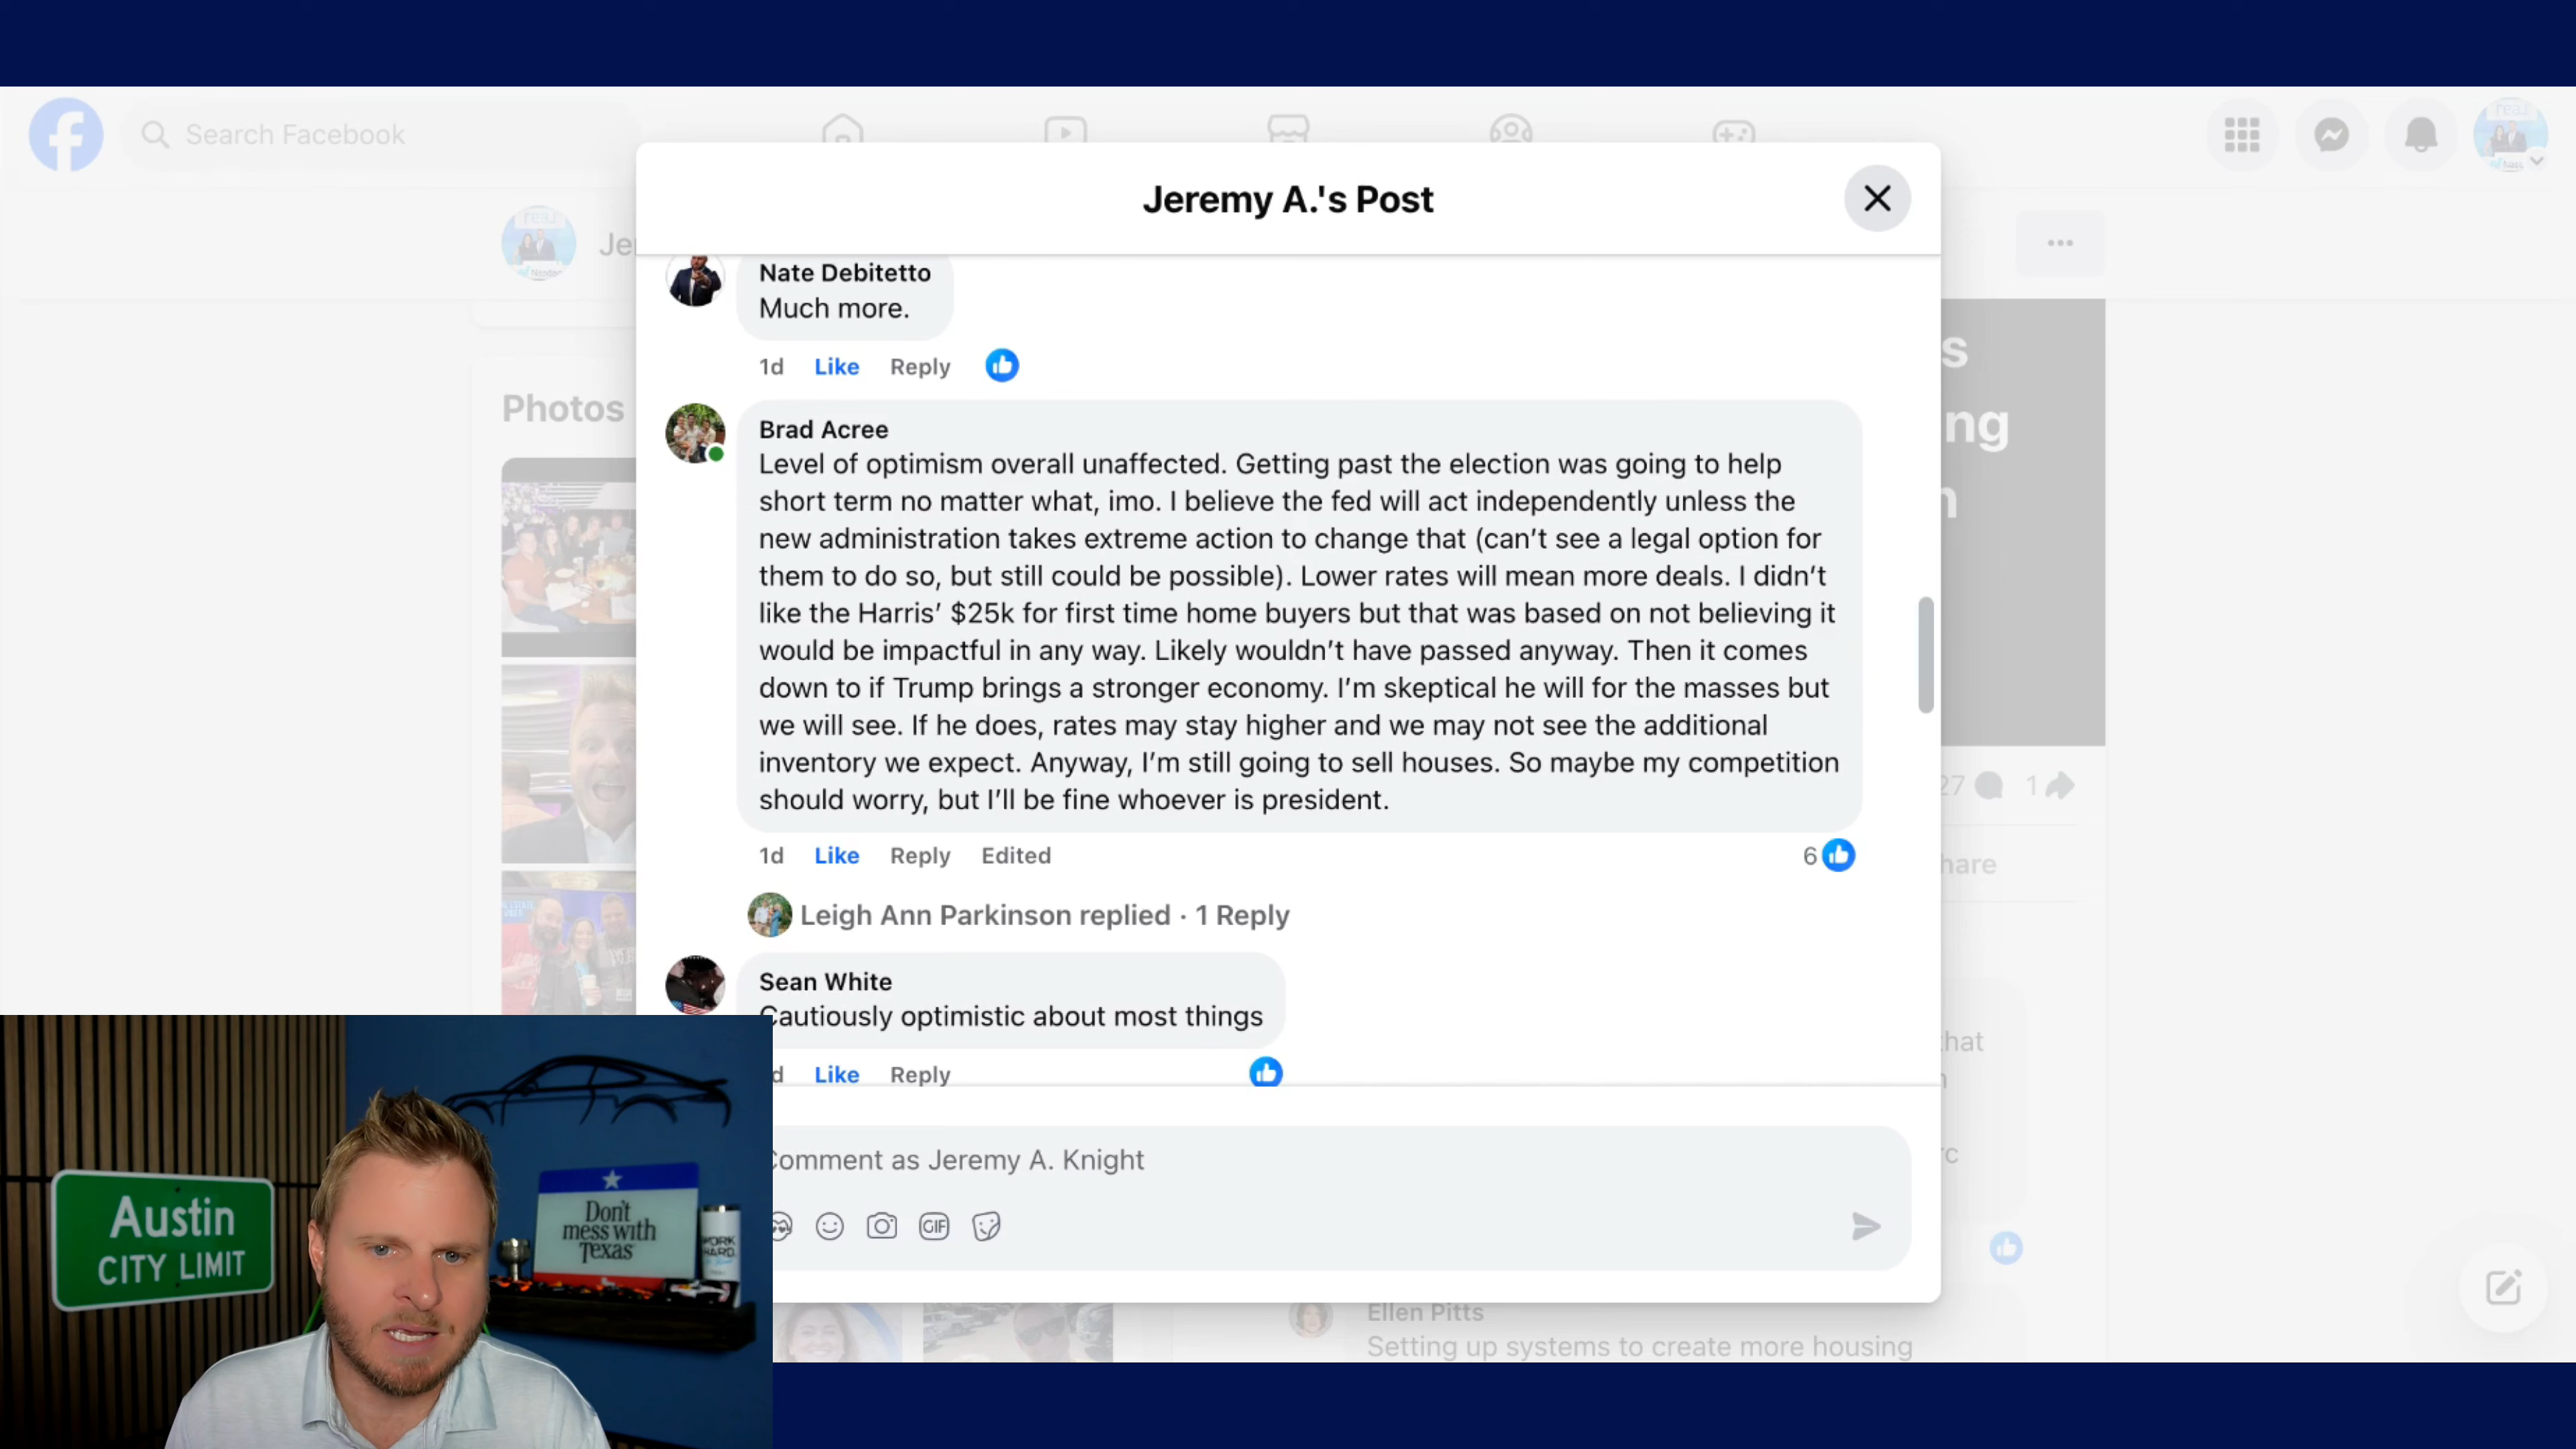 Search Facebook
Jeremy A.'s Post
Photos
Nate Debitetto
Much more.
1d Like Reply
Brad Acree
Level of optimism overall unaffected. Getting past the election was going to help
short term no matter what, imo. I believe the fed will act independently unless the
new administration takes extreme action to change that (can't see a legal option for
them to do so, but still could be possible). Lower rates will mean more deals. I didn't
like the Harris' $25k for first time home buyers but that was based on not believing it
would be impactful in any way. Likely wouldn't have passed anyway. Then it comes
down to if Trump brings a stronger economy. I'm skeptical he will for the masses but
we will see. If he does, rates may stay higher and we may not see the additional
inventory we expect. Anyway, I'm still going to sell houses. So maybe my competition
should worry, but I'll be fine whoever is president.
1d Like Reply Edited 6
Leigh Ann Parkinson replied · 1 Reply
Sean White
Cautiously optimistic about most things
Like Reply
Comment as Jeremy A. Knight
GIF
27 1
Ellen Pitts
Setting up systems to create more housing
Austin
CITY LIMIT
Don't
mess with
Texas
WORK
HARD.